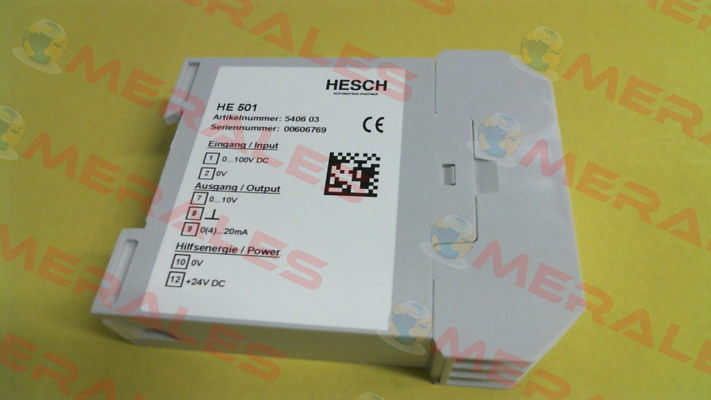 HESCH
AUTOMATION PARTNER
HE 501
Artikelnummer: 5406 03
Seriennummer: 00606769
CE
Eingang / Input
1 0...100V DC
2 0V
Ausgang / Output
7 0...10V
8 ⊥
9 0(4)...20mA
Hilfsenergie / Power
10 0V
12 +24V DC
MERALES
MERALES
MERALES
MERALES